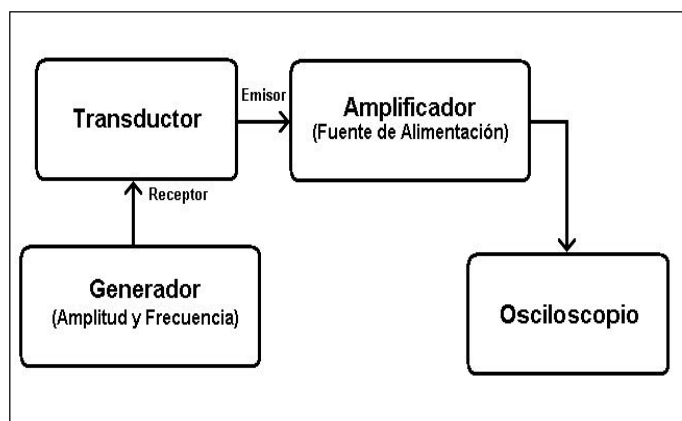 Transductor
Emisor
Amplificador
(Fuente de Alimentación)
Receptor
Generador
(Amplitud y Frecuencia)
Osciloscopio